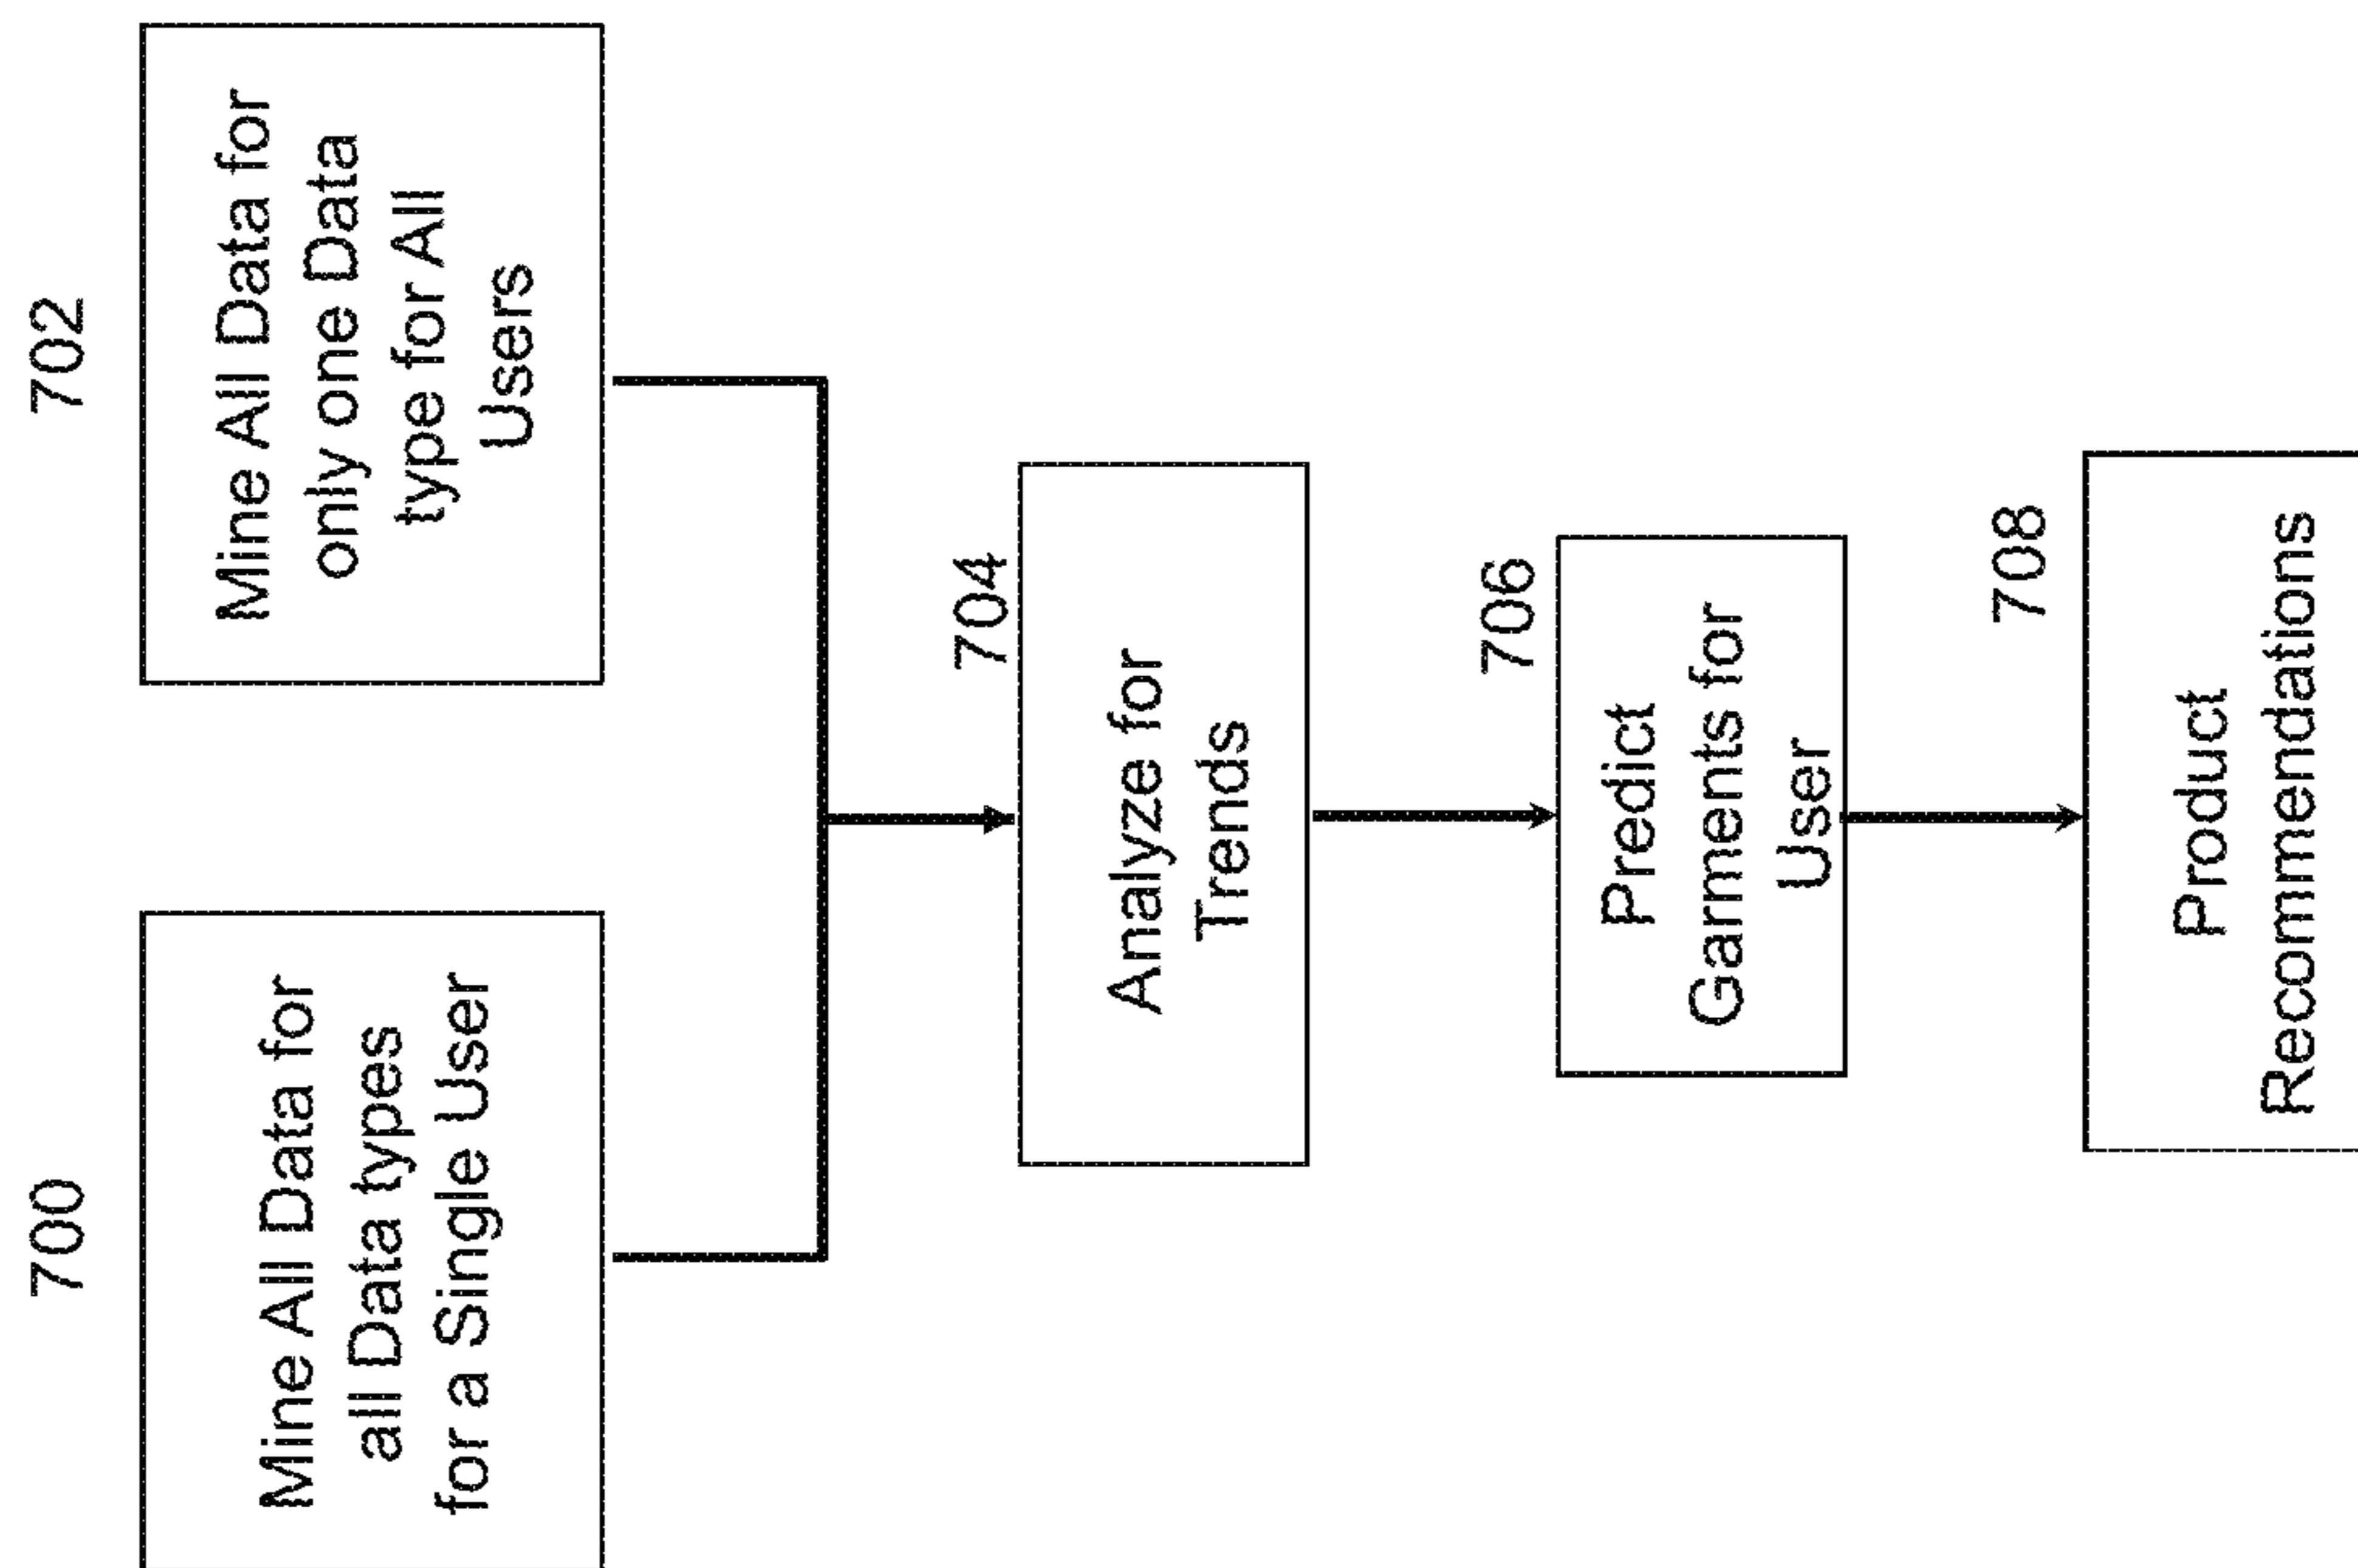 700
Mine All Data for
all Data types
for a Single User
702
Mine All Data for
only one Data
type for All
Users
704
Analyze for
Trends
706
Predict
Garments for
User
708
Product
Recommendations